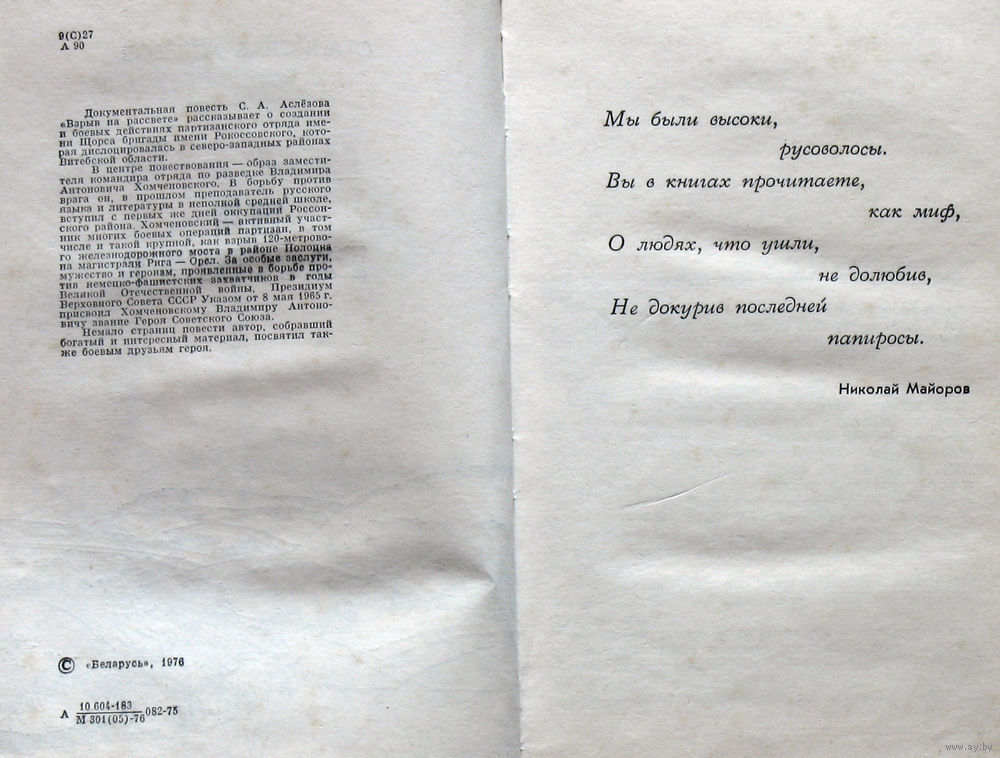 9(С)27
А 90
Документальная повесть С. А. Аслёзова
«Взрыв на рассвете» рассказывает о создании
и боевых действиях партизанского отряда име-
ни Щорса бригады имени Рокоссовского, кото-
рая дислоцировалась в северо-западных районах
Витебской области.
В центре повествования — образ замести-
теля командира отряда по разведке Владимира
Антоновича Хомченовского. В борьбу против
врага он, в прошлом преподаватель русского
языка и литературы в неполной средней школе,
вступил с первых же дней оккупации Россон-
ского района. Хомченовский — активный участ-
ник многих боевых операций партизан, в том
числе и такой крупной, как взрыв 120-метрово-
го железнодорожного моста в районе Полоцка
на магистрали Рига — Орел. За особые заслуги,
мужество и героизм, проявленные в борьбе про-
тив немецко-фашистских захватчиков в годы
Великой Отечественной войны, Президиум
Верховного Совета СССР Указом от 8 мая 1965 г.
присвоил Хомченовскому Владимиру Антоно-
вичу звание Героя Советского Союза.
Немало страниц повести автор, собравший
богатый и интересный материал, посвятил так-
же боевым друзьям героя.
© «Беларусь», 1976
А 10 604-183
М 301(05)-76 082-75
Мы были высоки,
русоволосы.
Вы в книгах прочитаете,
как миф,
О людях, что ушли,
не долюбив,
Не докурив последней
папиросы.
Николай Майоров
www.ay.by